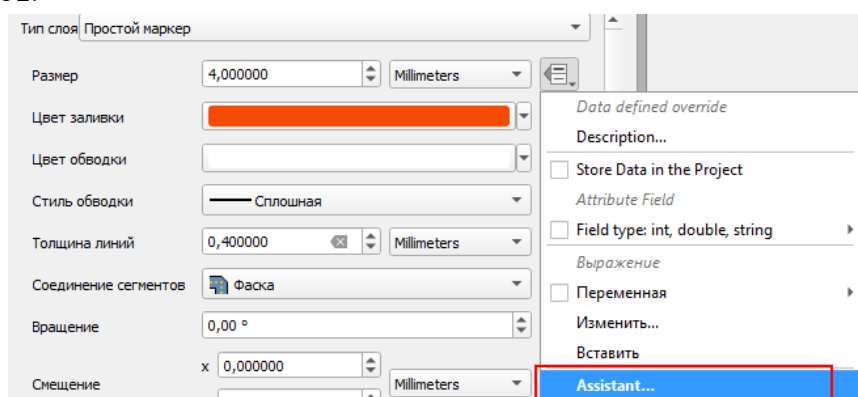 Тип слоя Простой маркер
Размер 4,000000 Millimeters
Data defined override
Цвет заливки
Description...
Цвет обводки
Store Data in the Project
Стиль обводки Сплошная
Attribute Field
Толщина линий 0,400000 Millimeters
Field type: int, double, string
Выражение
Соединение сегментов Фаска
Переменная
Вращение 0,00 °
Изменить...
Вставить
x 0,000000
Смещение Millimeters
Assistant...